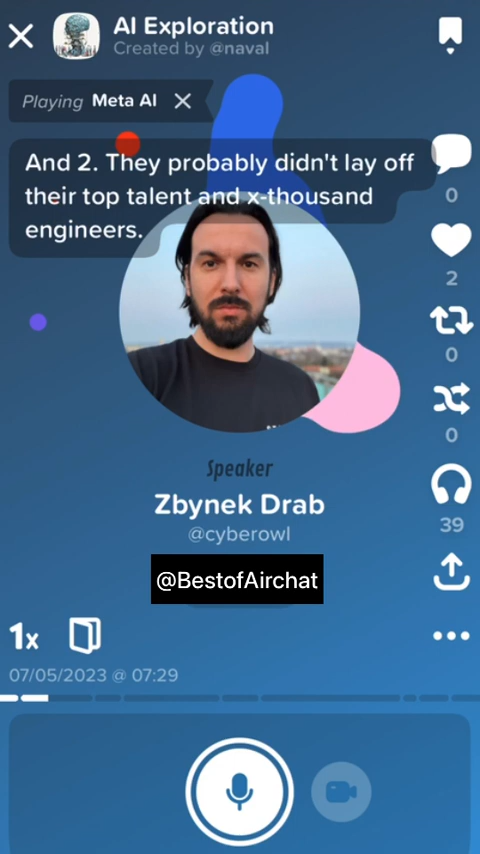 AI Exploration
Created by @naval
Playing Meta AI
And 2. They probably didn't lay off
their top talent and x-thousand
engineers.
0
2
0
0
39
Speaker
Zbynek Drab
@cyberowl
@BestofAirchat
1x
07/05/2023 @ 07:29